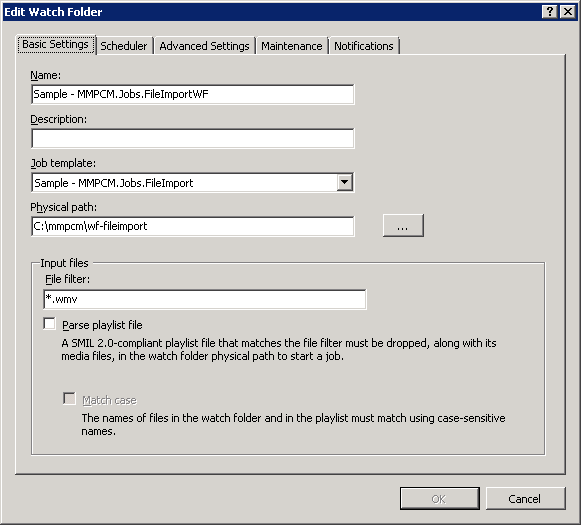 Edit Watch Folder
Basic Settings
Scheduler
Advanced Settings
Maintenance
Notifications
Name:
Sample - MMPCM.Jobs.FileImportWF
Description:
Job template:
Sample - MMPCM.Jobs.FileImport
Physical path:
C:\mmpcm\wf-fileimport
...
Input files
File filter:
*.wmv
Parse playlist file
A SMIL 2.0-compliant playlist file that matches the file filter must be dropped, along with its
media files, in the watch folder physical path to start a job.
Match case
The names of files in the watch folder and in the playlist must match using case-sensitive
names.
OK
Cancel